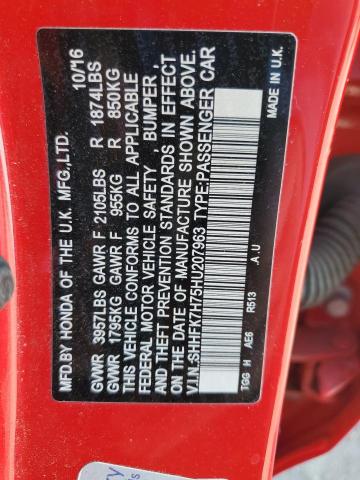 MFD.BY HONDA OF THE U.K. MFG.,LTD. 10/16
GVWR 3957LBS GAWR F 2105LBS R 1874LBS
GVWR 1795KG GAWR F 955KG R 850KG
THIS VEHICLE CONFORMS TO ALL APPLICABLE
FEDERAL MOTOR VEHICLE SAFETY, BUMPER
AND THEFT PREVENTION STANDARDS IN EFFECT
ON THE DATE OF MANUFACTURE SHOWN ABOVE.
V.I.N.:SHHFK7H75HU207963 TYPE:PASSENGER CAR
TGG H AE6 R513 .A.U MADE IN U.K.